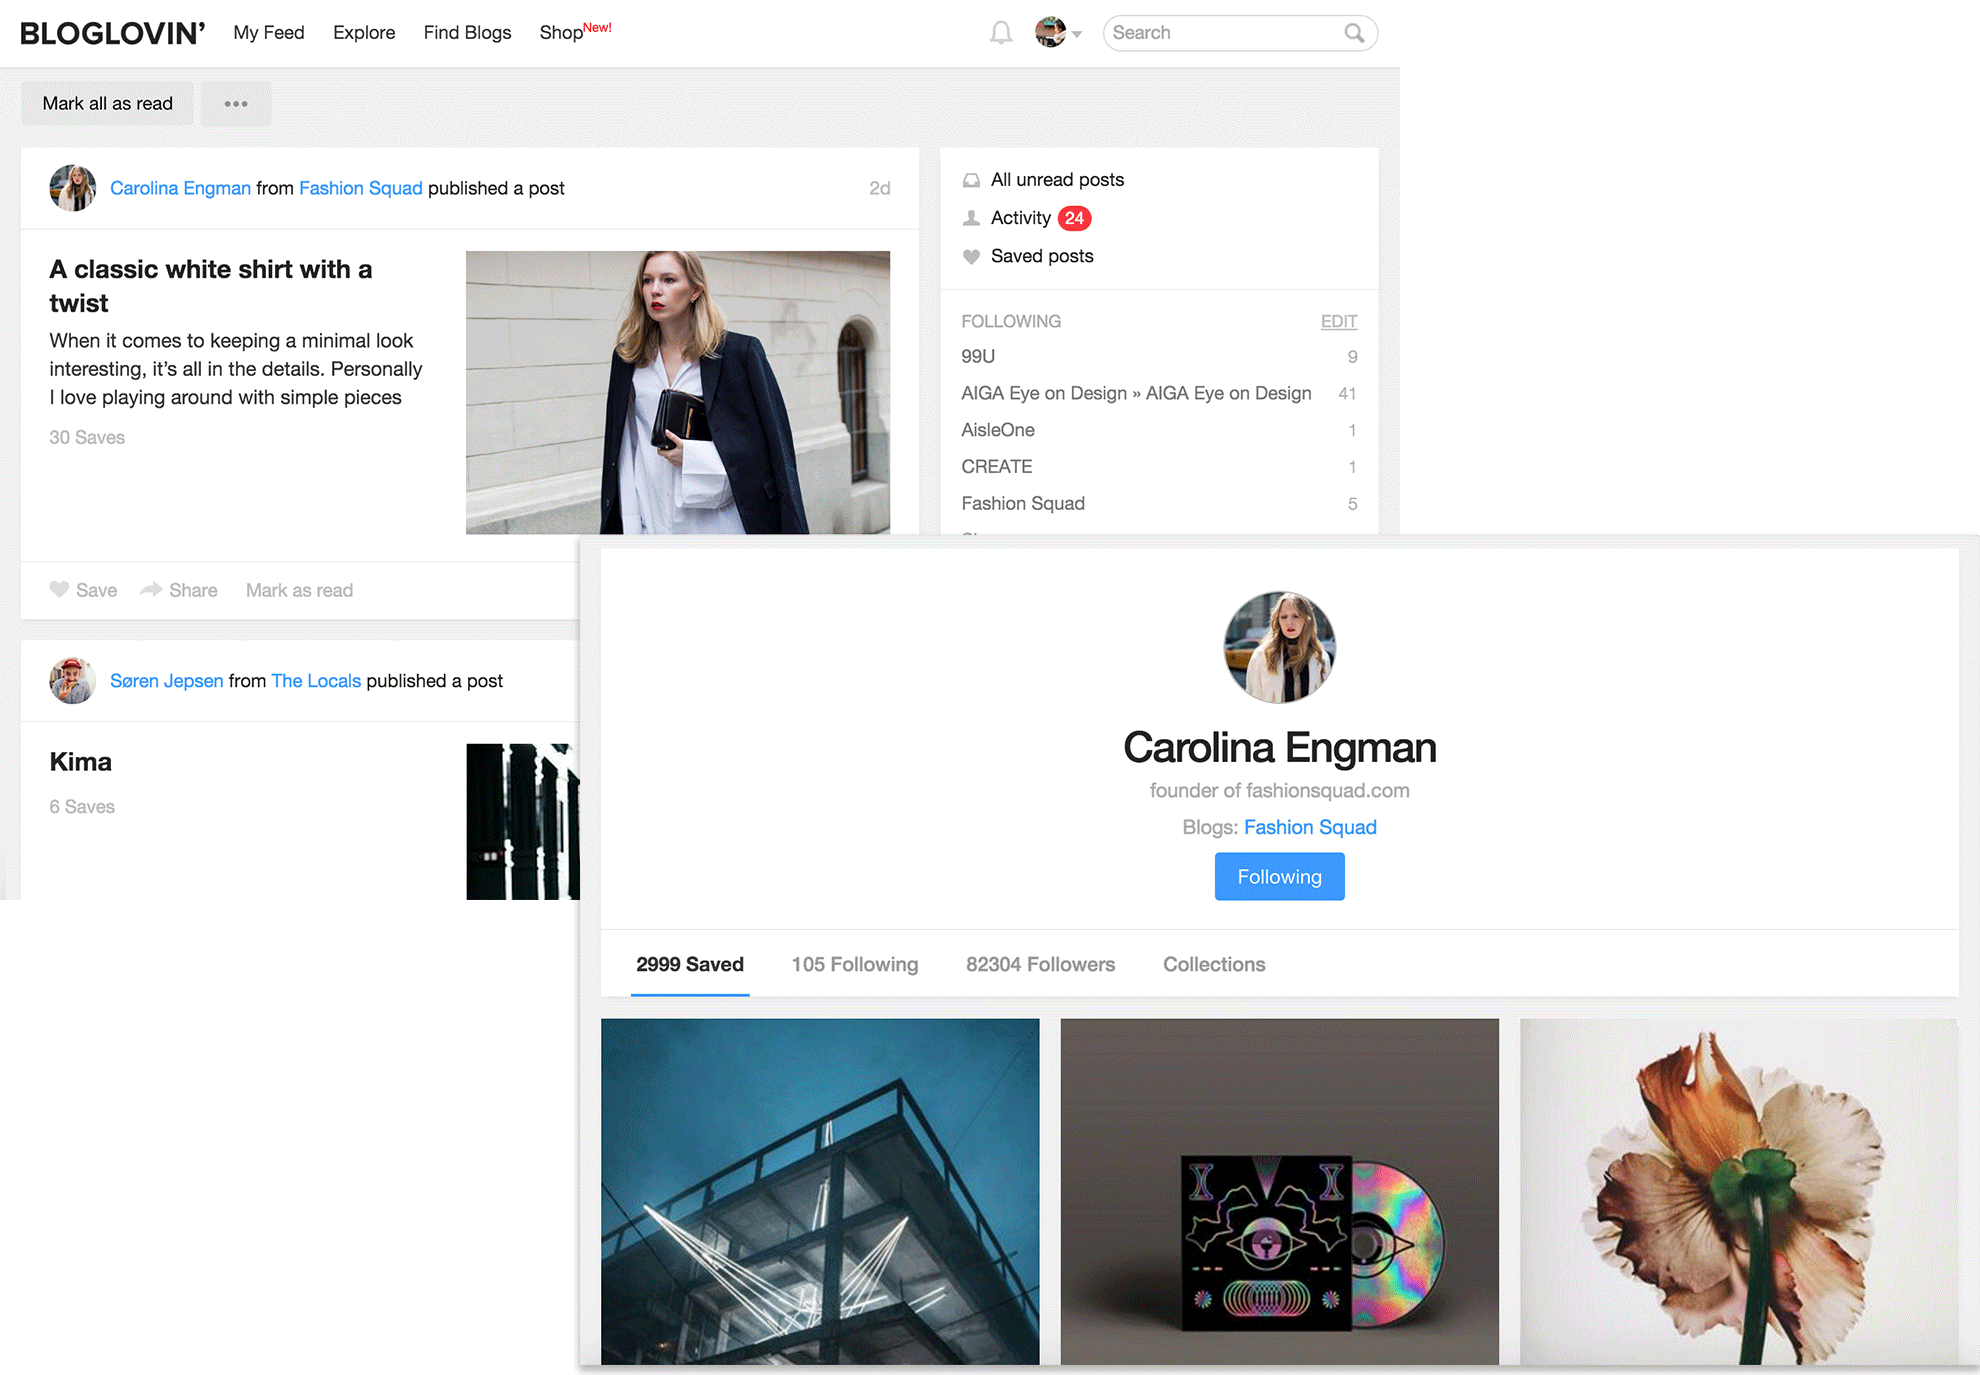 BLOGLOVIN’ My Feed Explore Find Blogs Shop New! Search
Mark all as read
Carolina Engman from Fashion Squad published a post 2d
A classic white shirt with a
twist
When it comes to keeping a minimal look
interesting, it’s all in the details. Personally
I love playing around with simple pieces
30 Saves
Save Share Mark as read
Søren Jepsen from The Locals published a post
Kima
6 Saves
All unread posts
Activity 24
Saved posts
FOLLOWING EDIT
99U 9
AIGA Eye on Design » AIGA Eye on Design 41
AisleOne 1
CREATE 1
Fashion Squad 5
Carolina Engman
founder of fashionsquad.com
Blogs: Fashion Squad
Following
2999 Saved 105 Following 82304 Followers Collections